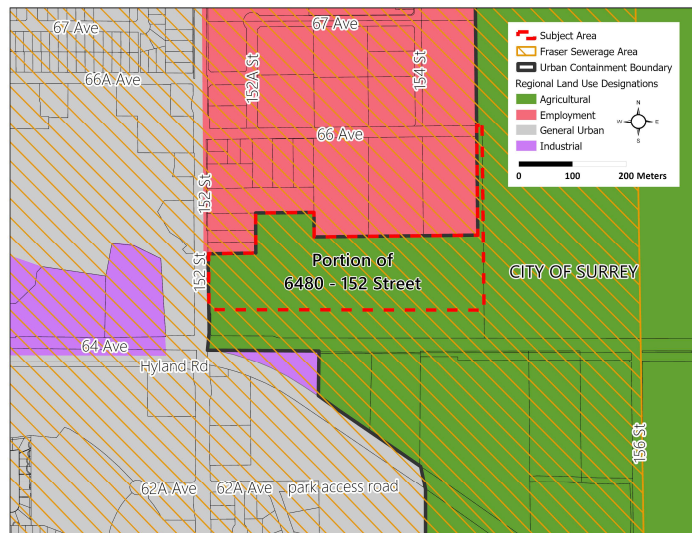 67 Ave
67 Ave
66A Ave
152A St
154 St
66 Ave
152 St
152 St
Portion of
6480 - 152 Street
CITY OF SURREY
64 Ave
Hyland Rd
156 St
62A Ave
62A Ave
park access road
Subject Area
Fraser Sewerage Area
Urban Containment Boundary
Regional Land Use Designations
Agricultural
Employment
General Urban
Industrial
N
W
E
S
0 100 200 Meters